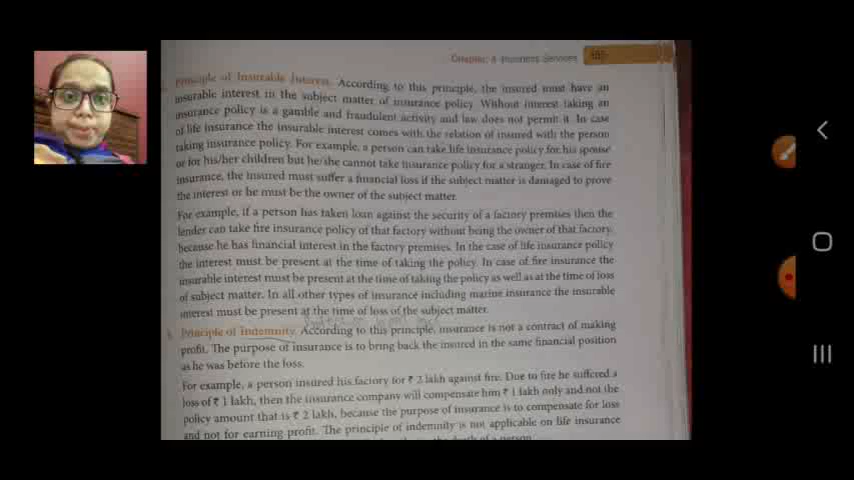 Chapter 4 Business Services
Principle of Insurable Interest. According to this principle, the insured must have an
insurable interest in the subject matter of insurance policy. Without interest taking an
insurance policy is a gamble and fraudulent activity and law does not permit it. In case
of life insurance the insurable interest comes with the relation of insured with the person
taking insurance policy. For example, a person can take life insurance policy for his spouse
or for his/her children but he/she cannot take insurance policy for a stranger. In case of fire
insurance, the insured must suffer a financial loss if the subject matter is damaged to prove
the interest or he must be the owner of the subject matter.
For example, if a person has taken loan against the security of a factory premises then the
lender can take fire insurance policy of that factory without being the owner of that factory,
because he has financial interest in the factory premises. In the case of life insurance policy
the interest must be present at the time of taking the policy. In case of fire insurance the
insurable interest must be present at the time of taking the policy as well as at the time of loss
of subject matter. In all other types of insurance including marine insurance the insurable
interest must be present at the time of loss of the subject matter.
Principle of Indemnity. According to this principle, insurance is not a contract of making
profit. The purpose of insurance is to bring back the insured in the same financial position
as he was before the loss.
For example, a person insured his factory for ₹ 2 lakh against fire. Due to fire he suffered a
loss of ₹ 1 lakh, then the insurance company will compensate him ₹ 1 lakh only and not the
policy amount that is ₹ 2 lakh, because the purpose of insurance is to compensate for loss
and not for earning profit. The principle of indemnity is not applicable on life insurance
the death of a person